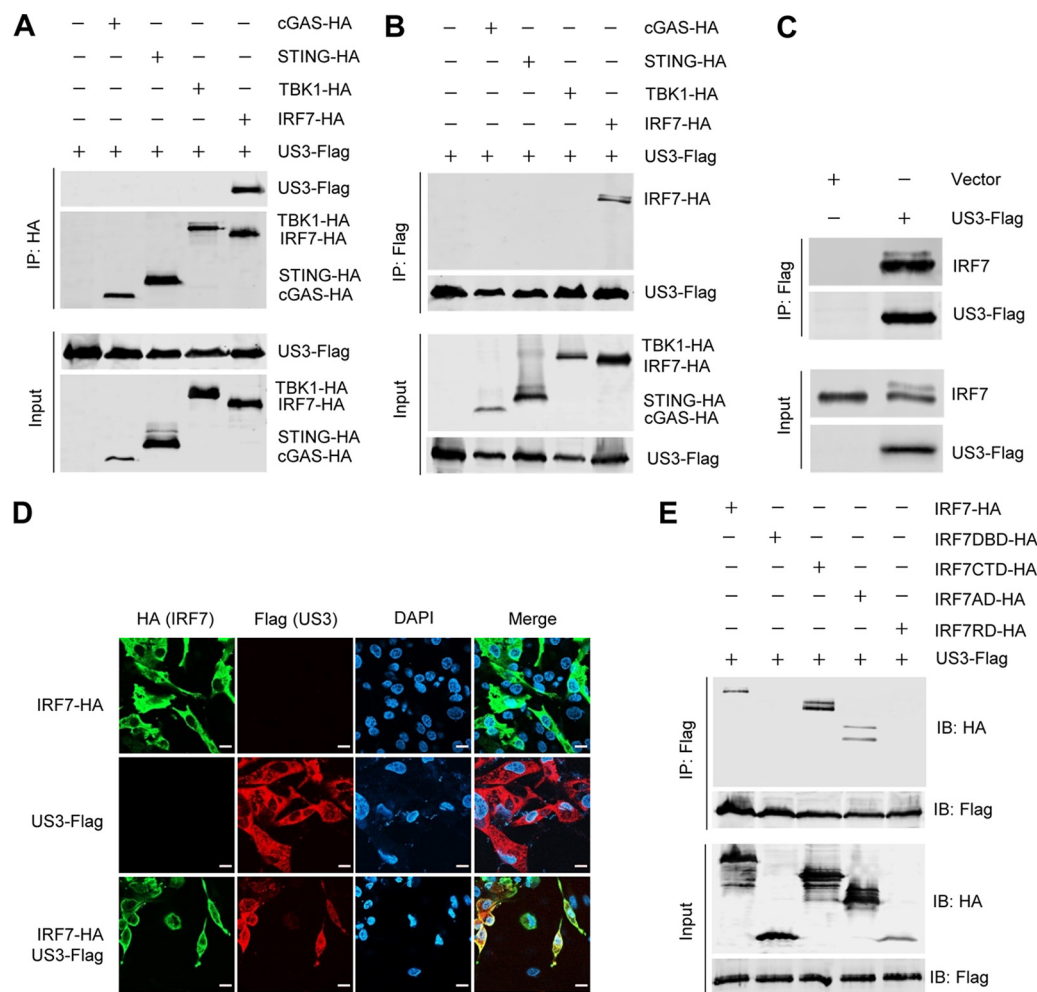 A
− + − − − cGAS-HA
− − + − − STING-HA
− − − + − TBK1-HA
− − − − + IRF7-HA
+ + + + + US3-Flag
IP: HA
US3-Flag
TBK1-HA
IRF7-HA
STING-HA
cGAS-HA
Input
US3-Flag
TBK1-HA
IRF7-HA
STING-HA
cGAS-HA
B
− + − − − cGAS-HA
− − + − − STING-HA
− − − + − TBK1-HA
− − − − + IRF7-HA
+ + + + + US3-Flag
IP: Flag
IRF7-HA
US3-Flag
Input
TBK1-HA
IRF7-HA
STING-HA
cGAS-HA
US3-Flag
C
+ − Vector
− + US3-Flag
IP: Flag
IRF7
US3-Flag
Input
IRF7
US3-Flag
D
HA (IRF7) Flag (US3) DAPI Merge
IRF7-HA
US3-Flag
IRF7-HA
US3-Flag
E
+ − − − − IRF7-HA
− + − − − IRF7DBD-HA
− − + − − IRF7CTD-HA
− − − + − IRF7AD-HA
− − − − + IRF7RD-HA
+ + + + + US3-Flag
IP: Flag
IB: HA
IB: Flag
Input
IB: HA
IB: Flag